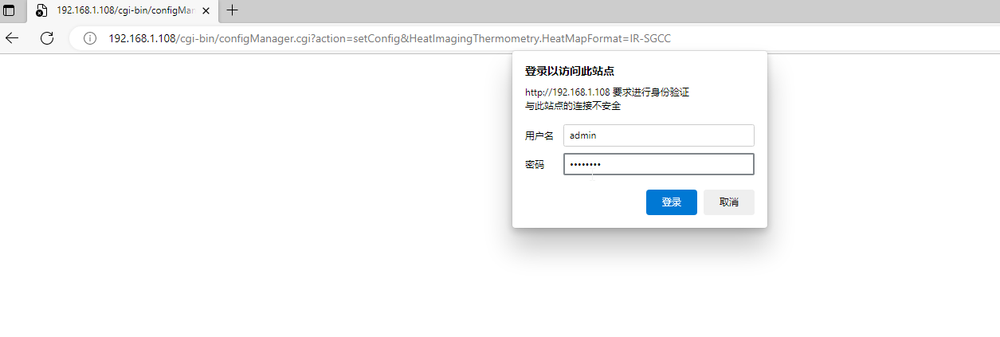 192.168.1.108/cgi-bin/configMan
192.168.1.108/cgi-bin/configManager.cgi?action=setConfig&HeatImagingThermometry.HeatMapFormat=IR-SGCC
登录以访问此站点
http://192.168.1.108 要求进行身份验证
与此站点的连接不安全
用户名 admin
密码 ••••••••
登录 取消